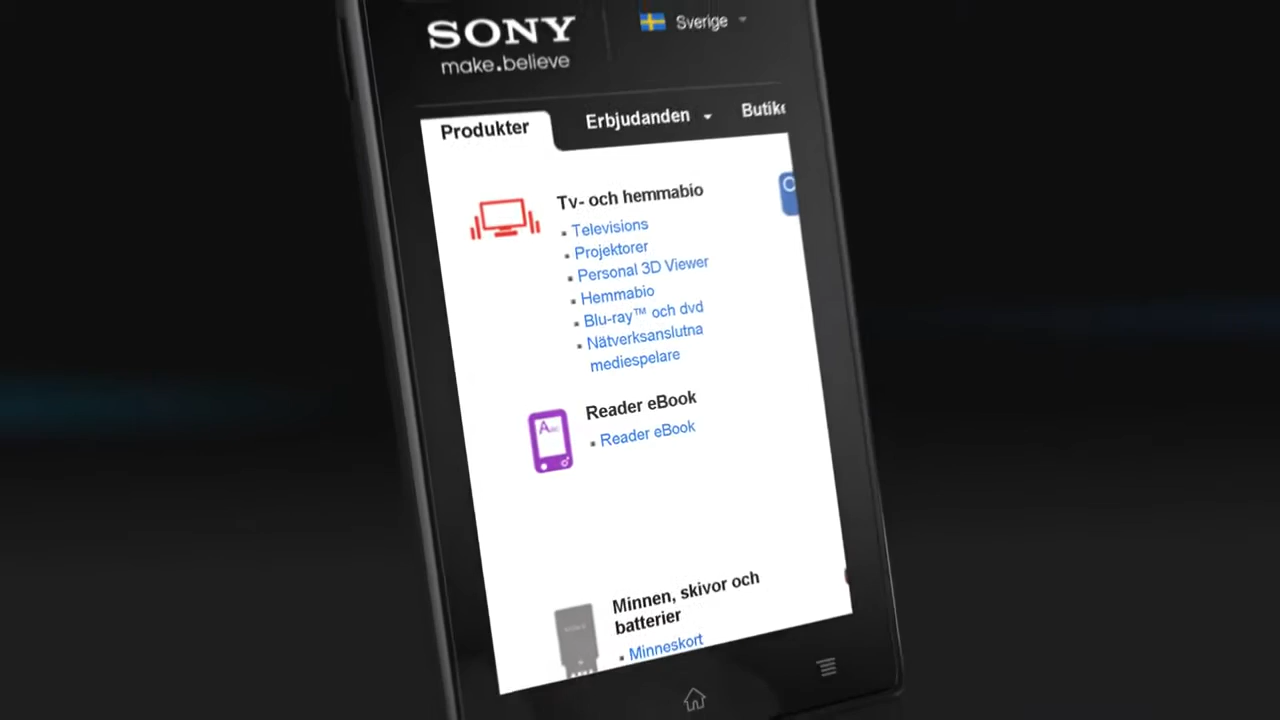 SONY
make.believe
Sverige
Produkter
Erbjudanden
Tv- och hemmabio
Televisions
Projektorer
Personal 3D Viewer
Hemmabio
Blu-ray™ och dvd
Nätverksanslutna
mediespelare
Reader eBook
Reader eBook
Minnen, skivor och
batterier
Minneskort